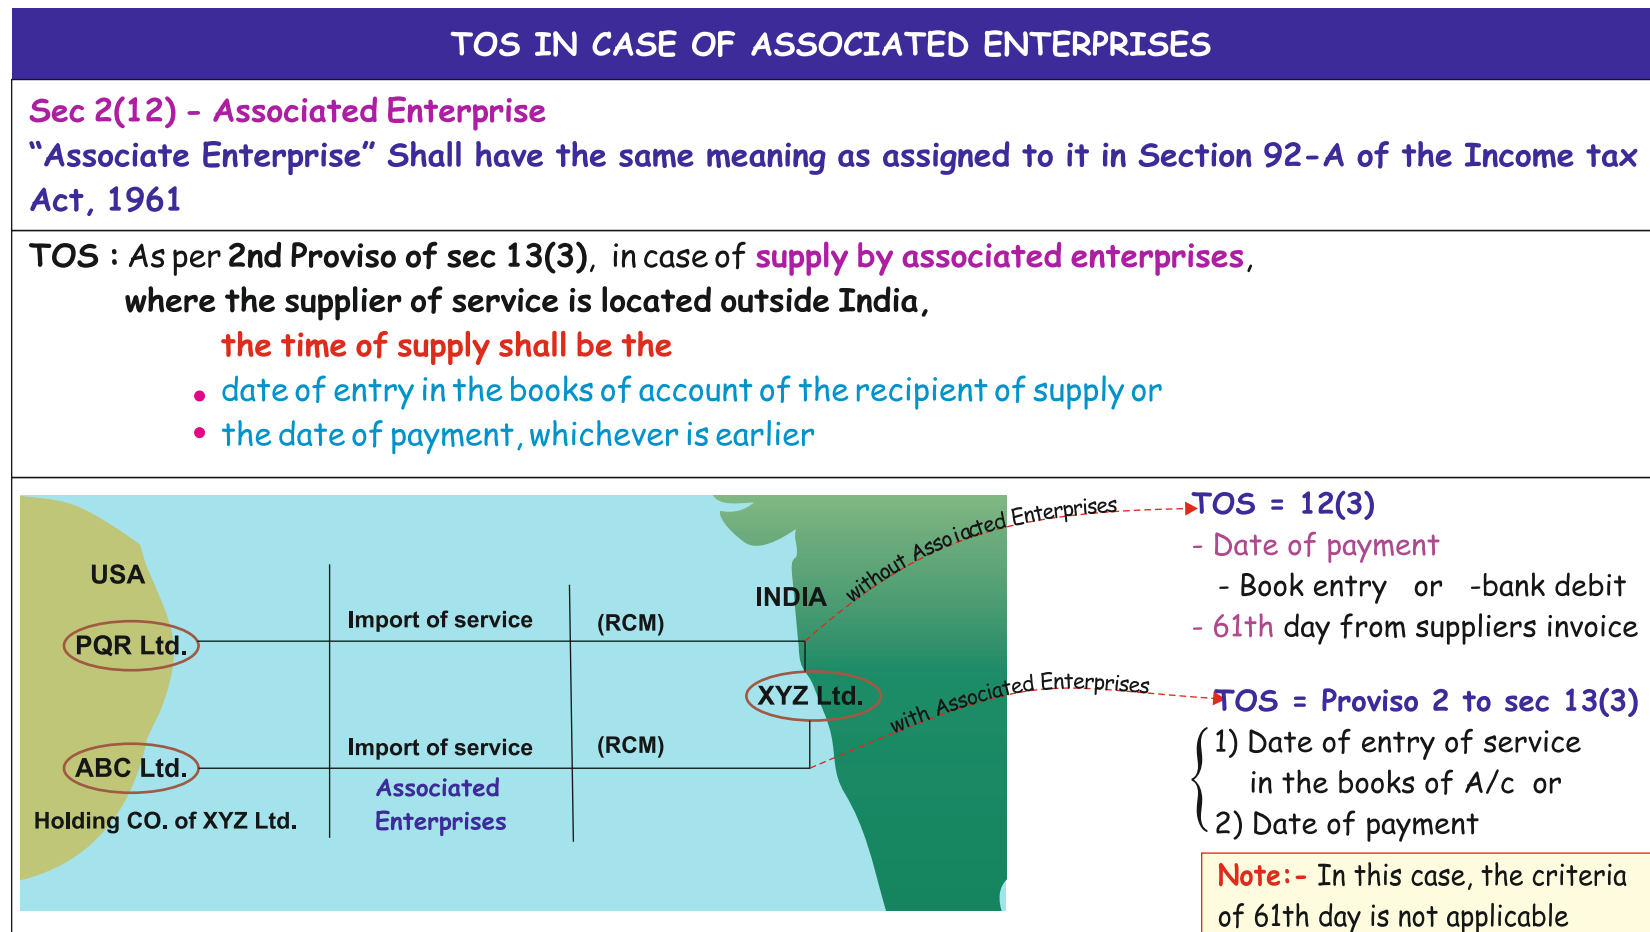 TOS IN CASE OF ASSOCIATED ENTERPRISES
Sec 2(12) - Associated Enterprise
“Associate Enterprise” Shall have the same meaning as assigned to it in Section 92-A of the Income tax
Act, 1961
TOS : As per 2nd Proviso of sec 13(3), in case of supply by associated enterprises,
where the supplier of service is located outside India,
the time of supply shall be the
• date of entry in the books of account of the recipient of supply or
• the date of payment, whichever is earlier
USA
PQR Ltd.
Import of service
(RCM)
INDIA
XYZ Ltd.
ABC Ltd.
Import of service
(RCM)
Associated
Enterprises
Holding CO. of XYZ Ltd.
without Assoiacted Enterprises
with Associated Enterprises
TOS = 12(3)
- Date of payment
- Book entry or -bank debit
- 61th day from suppliers invoice
TOS = Proviso 2 to sec 13(3)
1) Date of entry of service
in the books of A/c or
2) Date of payment
Note:- In this case, the criteria
of 61th day is not applicable